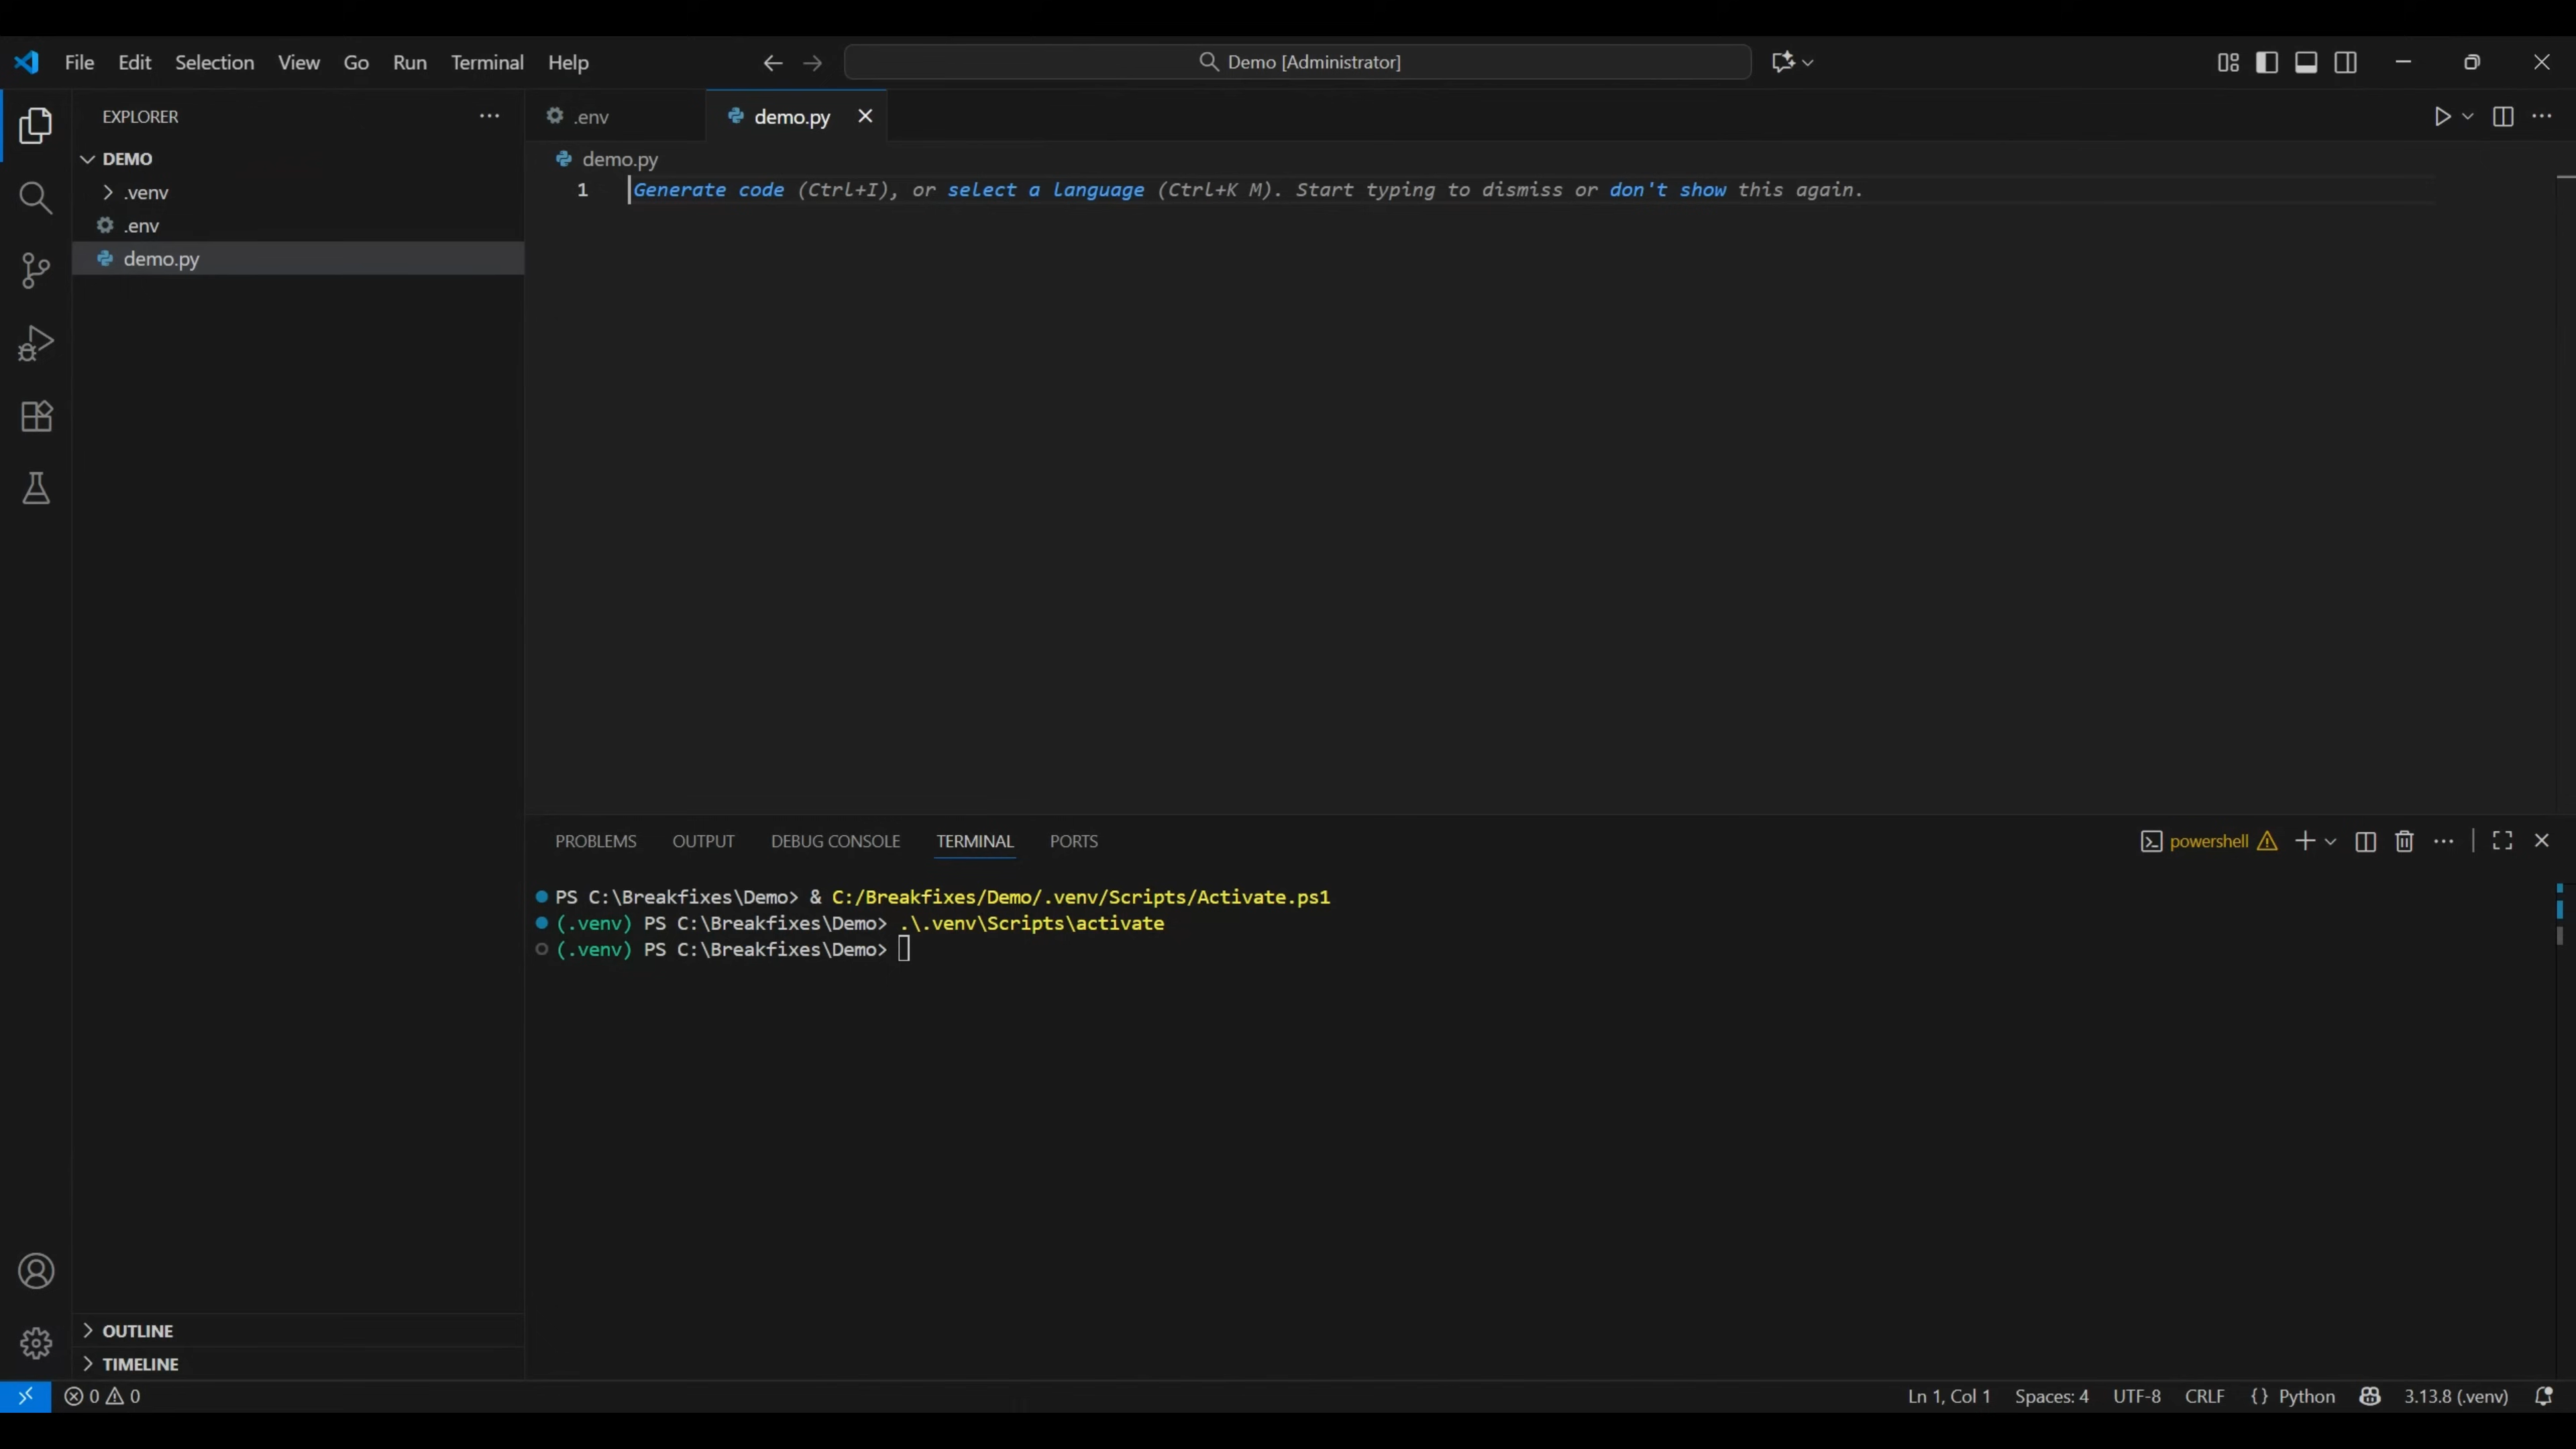 File Edit Selection View Go Run Terminal Help
Demo [Administrator]
EXPLORER
DEMO
.venv
.env
demo.py
OUTLINE
TIMELINE
.env
demo.py
demo.py
1
Generate code (Ctrl+I), or select a language (Ctrl+K M). Start typing to dismiss or don't show this again.
PROBLEMS OUTPUT DEBUG CONSOLE TERMINAL PORTS
powershell
PS C:\Breakfixes\Demo> & C:/Breakfixes/Demo/.venv/Scripts/Activate.ps1
(.venv) PS C:\Breakfixes\Demo> .\.venv\Scripts\activate
(.venv) PS C:\Breakfixes\Demo>
0 0
Ln 1, Col 1 Spaces: 4 UTF-8 CRLF {} Python 3.13.8 (.venv)